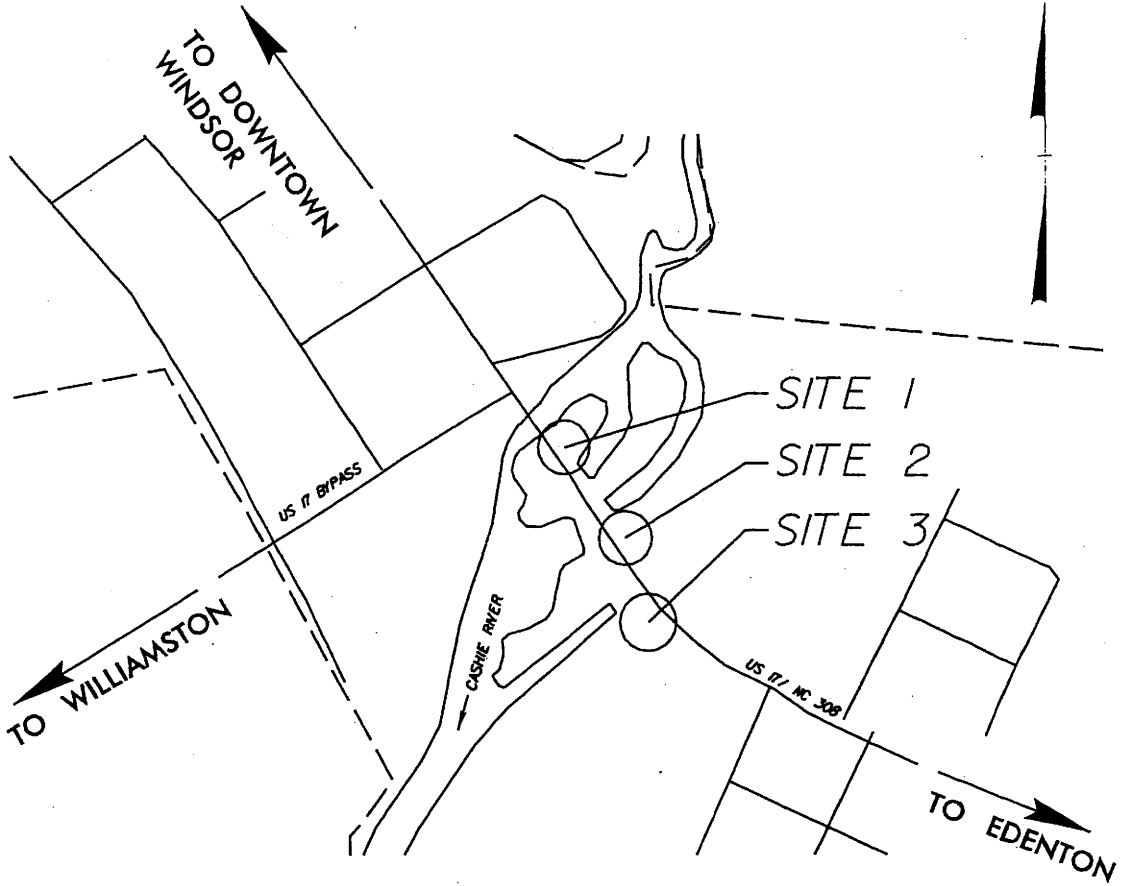 TO DOWNTOWN
WINDSOR
SITE 1
SITE 2
SITE 3
US 17 BYPASS
TO WILLIAMSTON
CASHIE RIVER
US 17/ NC 308
TO EDENTON